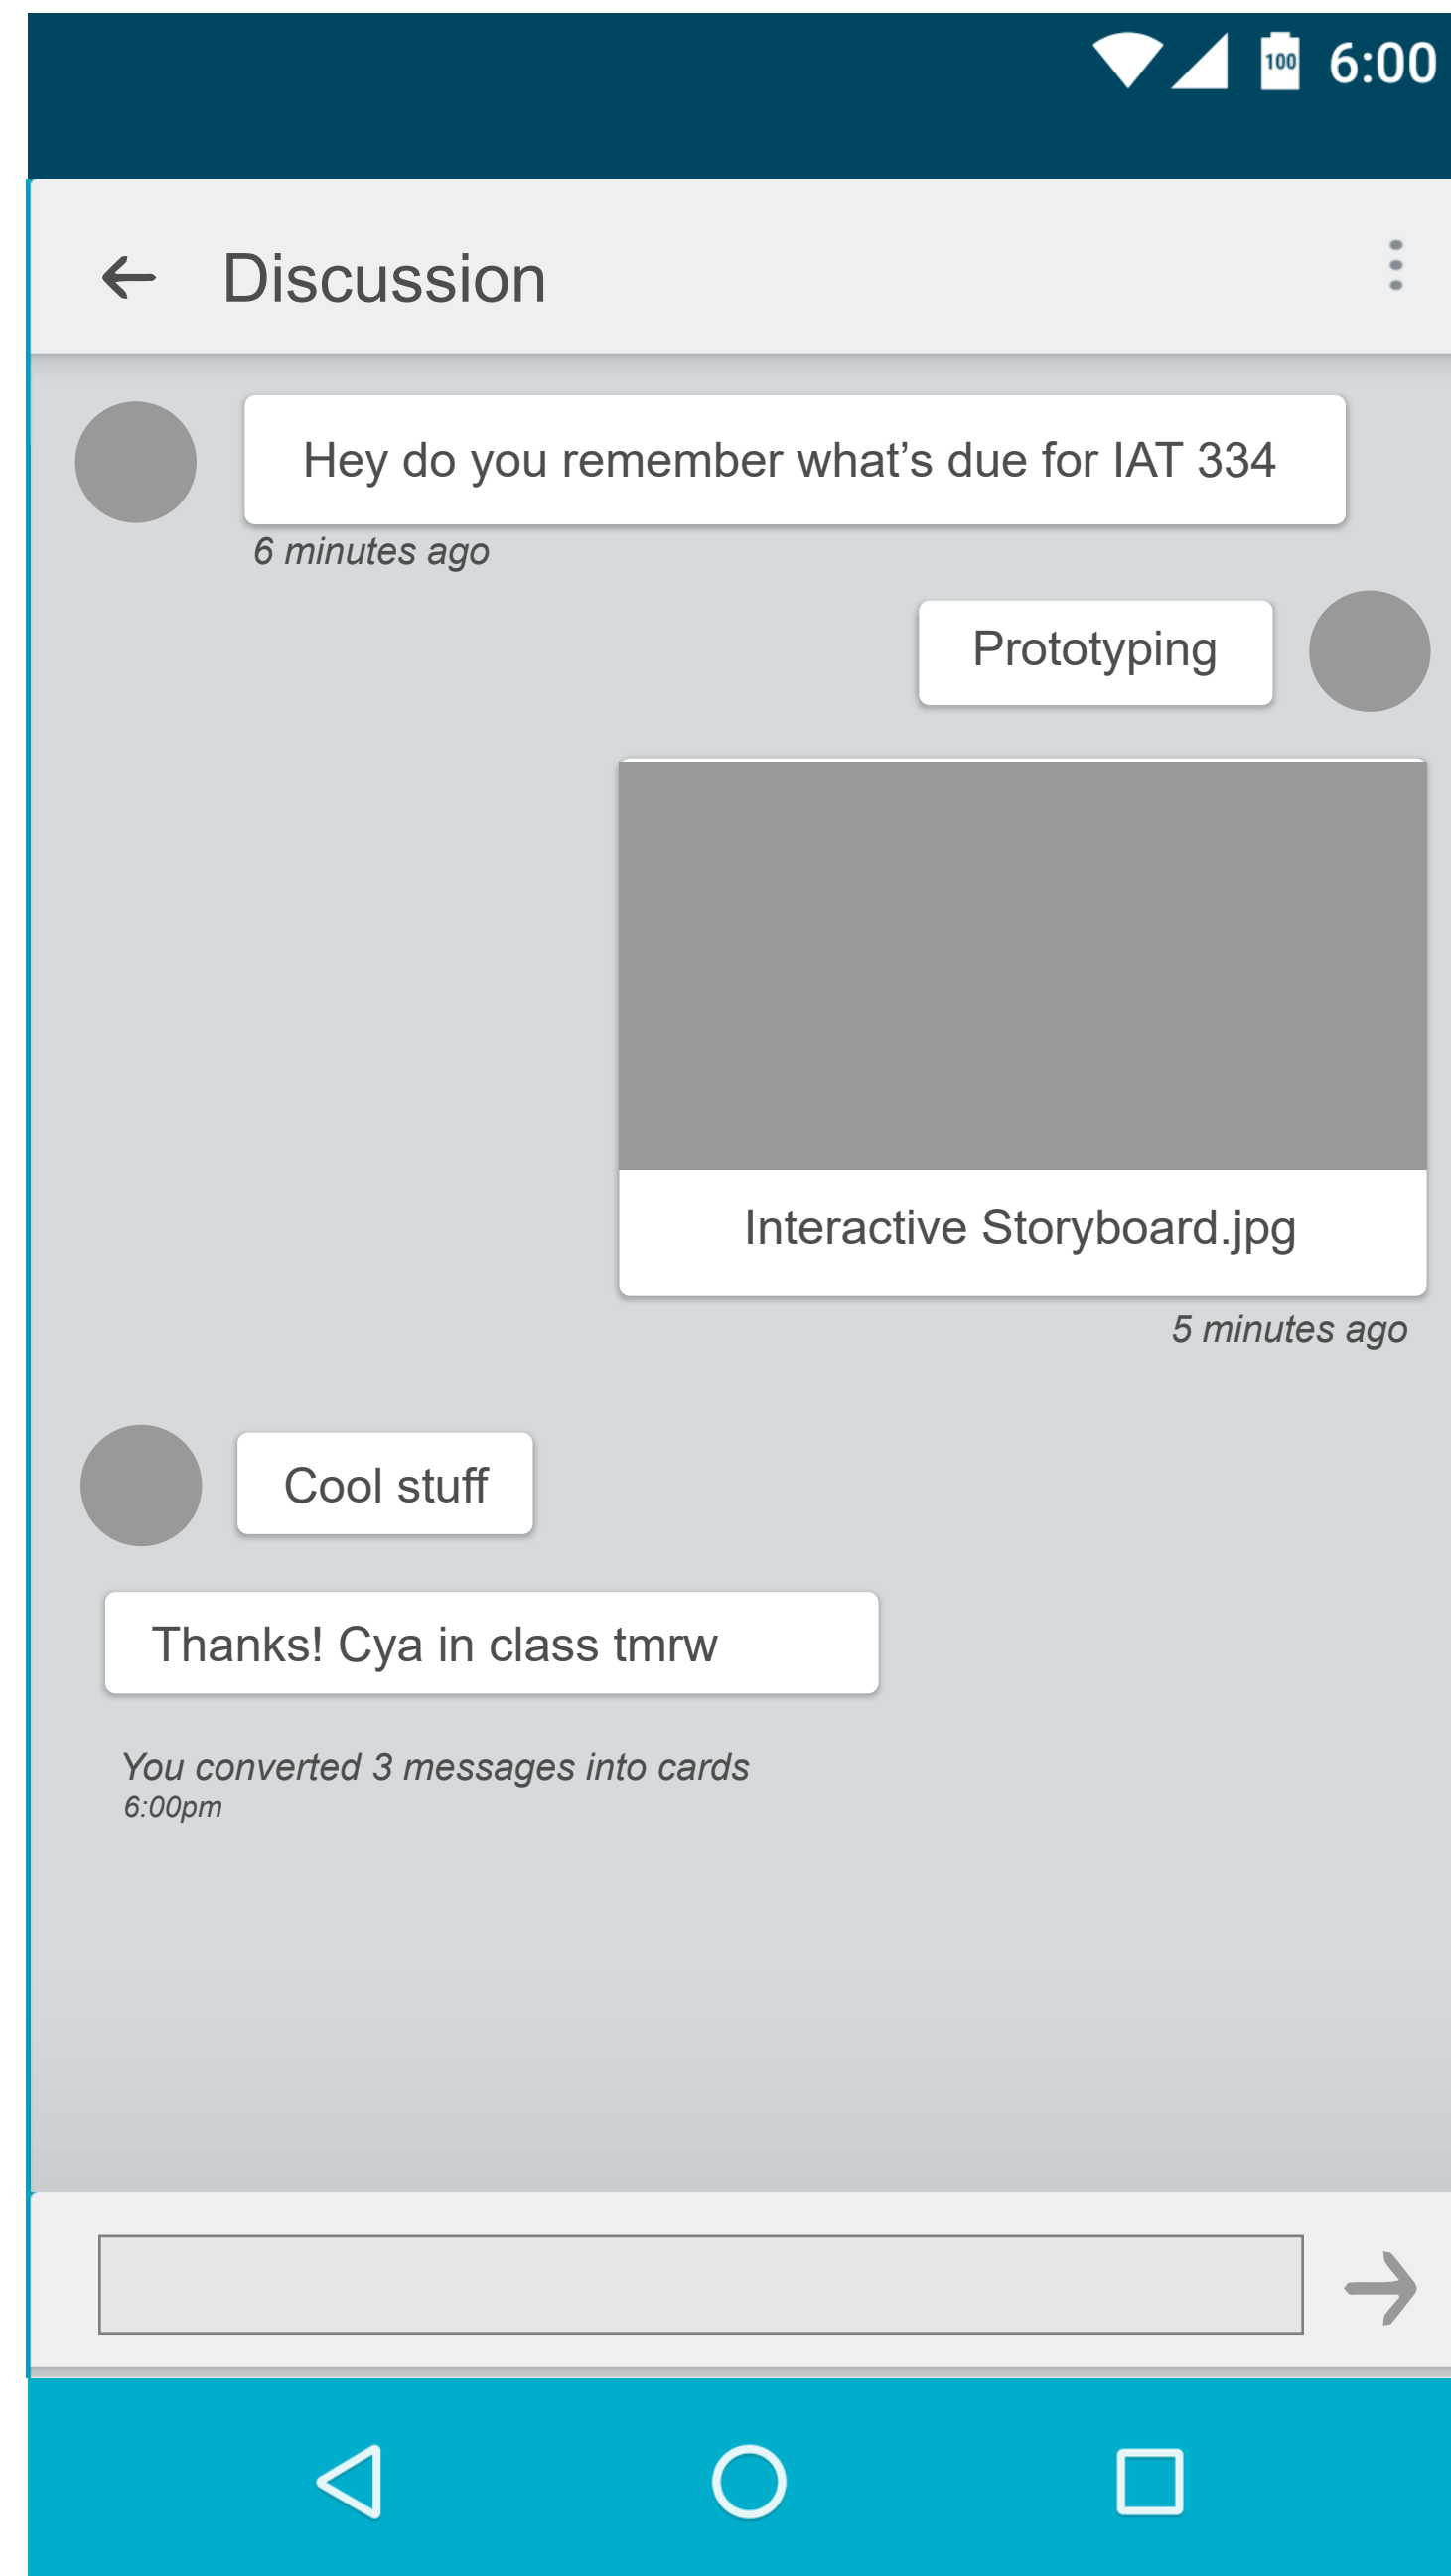 100 6:00
Discussion
Hey do you remember what’s due for IAT 334
6 minutes ago
Prototyping
Interactive Storyboard.jpg
5 minutes ago
Cool stuff
Thanks! Cya in class tmrw
You converted 3 messages into cards
6:00pm